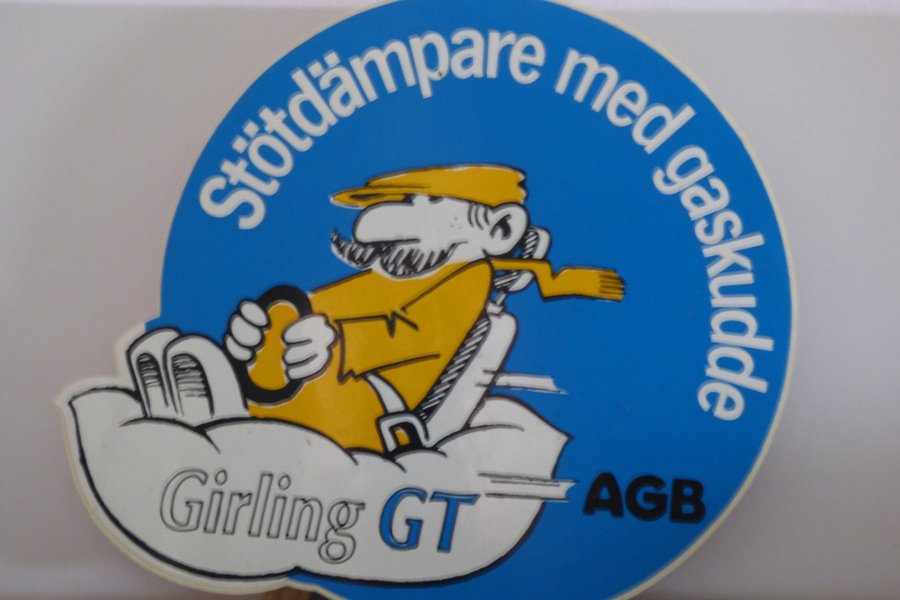 Stötdämpare med gaskudde
Girling GT
AGB